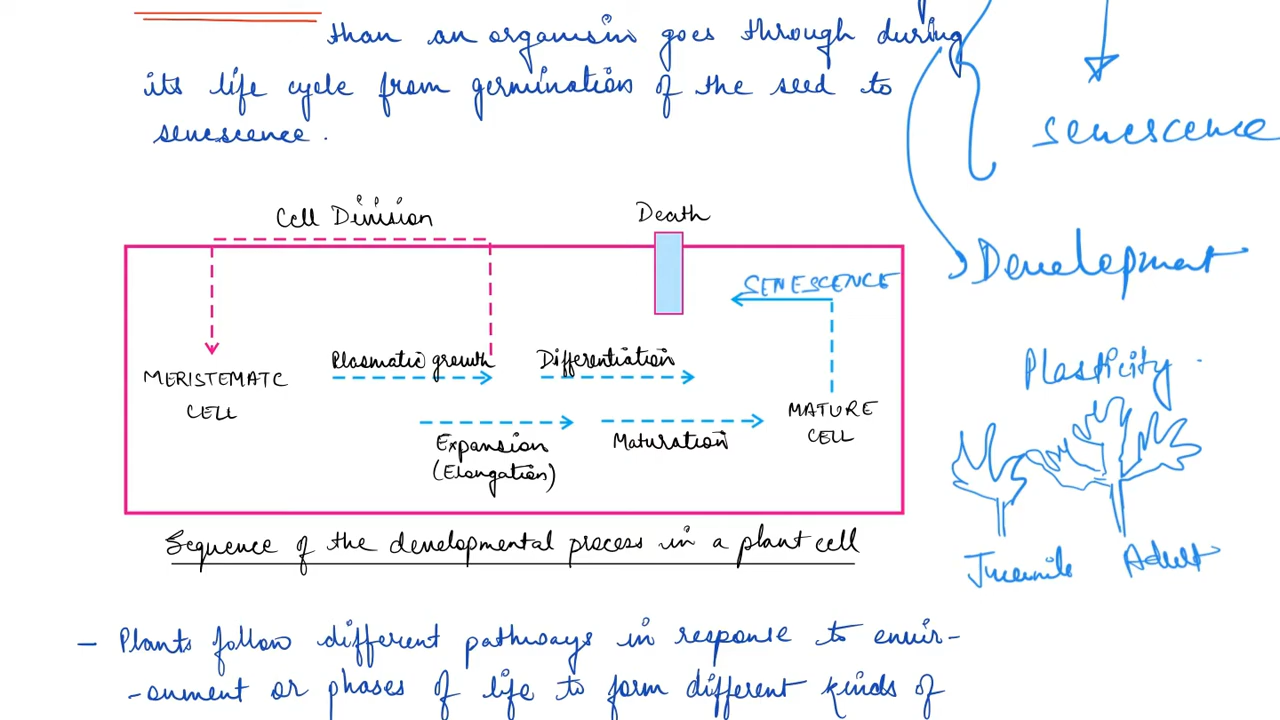 than an organism goes through during
its life cycle from germination of the seed to
senescence.
senescence
Development
Cell Division
Death
SENESCENCE
Plasmatic growth
Differentiation
MERISTEMATC
CELL
Expansion
(Elongation)
Maturation
MATURE
CELL
Plasticity
Juvenile
Adult
Sequence of the developmental process in a plant cell
- Plants follow different pathways in response to envir-
-onment or phases of life to form different kinds of